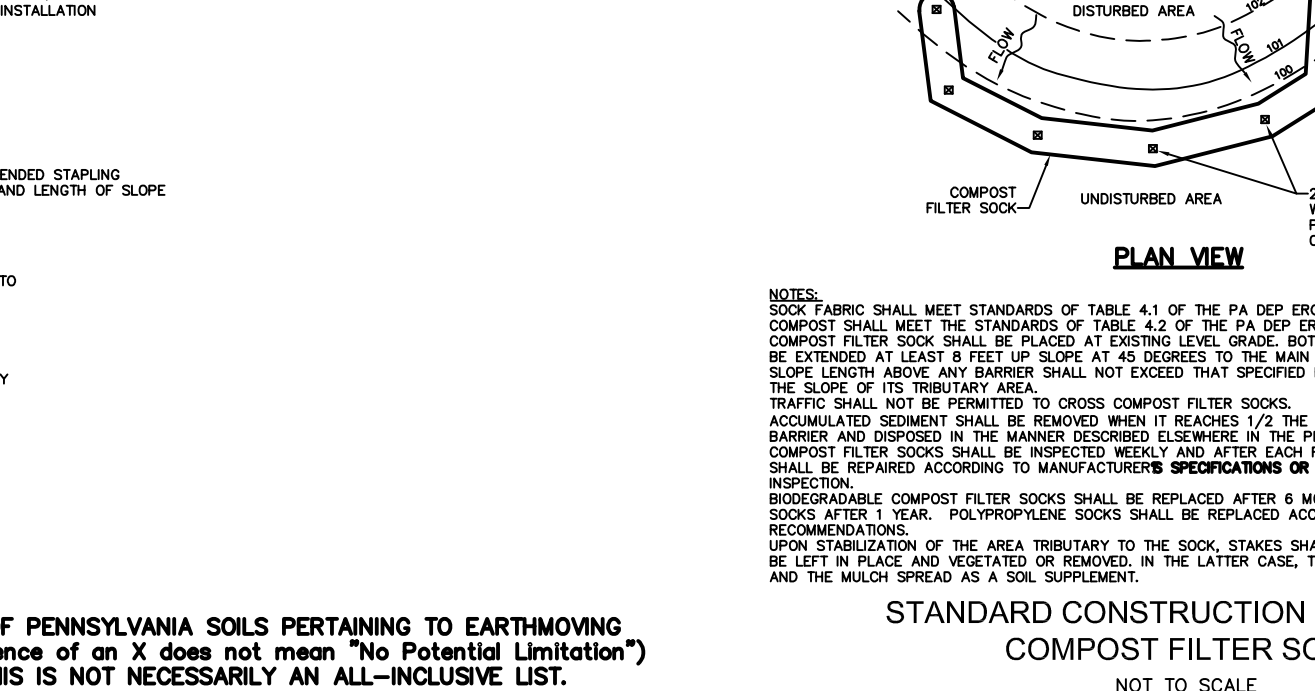 INSTALLATION
ENDED STAPLING
AND LENGTH OF SLOPE
TO
Y
F PENNSYLVANIA SOILS PERTAINING TO EARTHMOVING
ence of an X does not mean "No Potential Limitation")
HIS IS NOT NECESSARILY AN ALL-INCLUSIVE LIST.
DISTURBED AREA
102
FLOW
FLOW
101
100
COMPOST
FILTER SOCK
UNDISTURBED AREA
2
W
F
PLAN VIEW
NOTES:
SOCK FABRIC SHALL MEET STANDARDS OF TABLE 4.1 OF THE PA DEP ERO
COMPOST SHALL MEET THE STANDARDS OF TABLE 4.2 OF THE PA DEP ER
COMPOST FILTER SOCK SHALL BE PLACED AT EXISTING LEVEL GRADE. BOT
BE EXTENDED AT LEAST 8 FEET UP SLOPE AT 45 DEGREES TO THE MAIN
SLOPE LENGTH ABOVE ANY BARRIER SHALL NOT EXCEED THAT SPECIFIED
THE SLOPE OF ITS TRIBUTARY AREA.
TRAFFIC SHALL NOT BE PERMITTED TO CROSS COMPOST FILTER SOCKS.
ACCUMULATED SEDIMENT SHALL BE REMOVED WHEN IT REACHES 1/2 THE
BARRIER AND DISPOSED IN THE MANNER DESCRIBED ELSEWHERE IN THE P
COMPOST FILTER SOCKS SHALL BE INSPECTED WEEKLY AND AFTER EACH
SHALL BE REPAIRED ACCORDING TO MANUFACTURER'S SPECIFICATIONS OR
INSPECTION.
BIODEGRADABLE COMPOST FILTER SOCKS SHALL BE REPLACED AFTER 6 MO
SOCKS AFTER 1 YEAR. POLYPROPYLENE SOCKS SHALL BE REPLACED ACC
RECOMMENDATIONS.
UPON STABILIZATION OF THE AREA TRIBUTARY TO THE SOCK, STAKES SHA
BE LEFT IN PLACE AND VEGETATED OR REMOVED. IN THE LATTER CASE, T
AND THE MULCH SPREAD AS A SOIL SUPPLEMENT.
STANDARD CONSTRUCTION
COMPOST FILTER SO
NOT TO SCALE